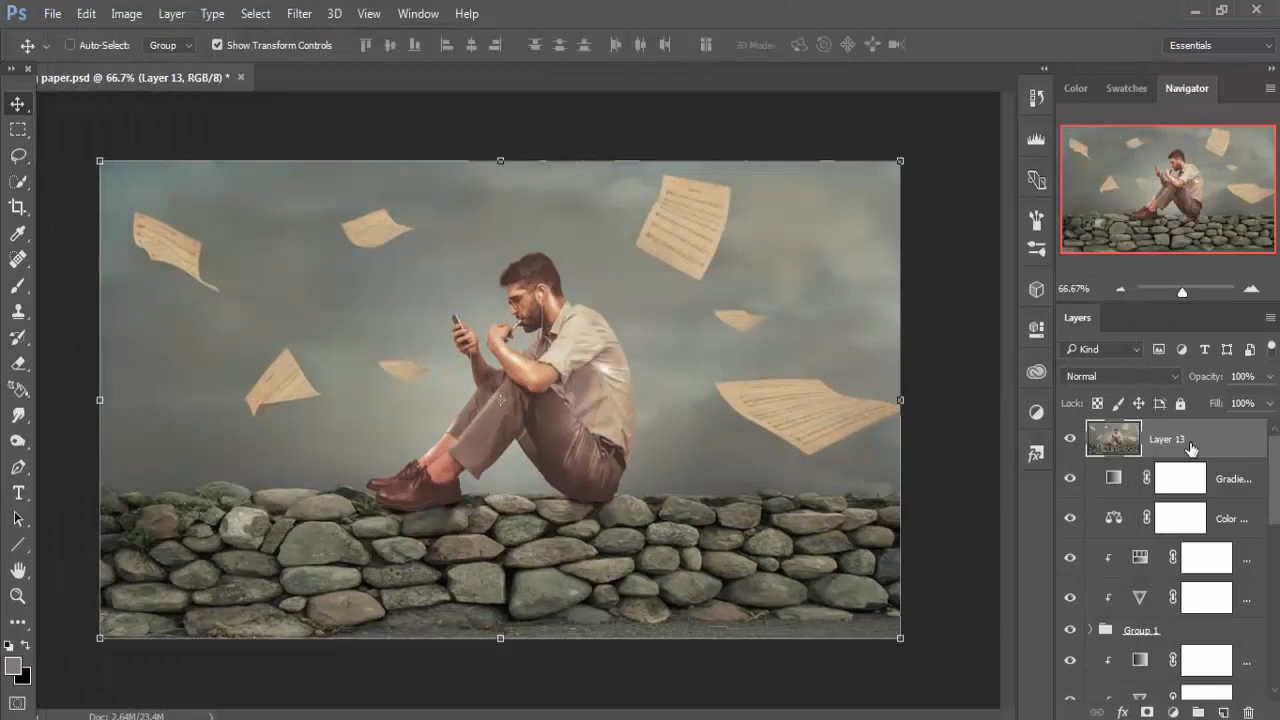 Ps File Edit Image Layer Type Select Filter 3D View Window Help
Auto-Select: Group Show Transform Controls 3D Mode: Essentials
paper.psd @ 66.7% (Layer 13, RGB/8) * ×
Color Swatches Navigator
66.67%
Layers
Kind
Normal Opacity: 100%
Lock: Fill: 100%
Layer 13
Gradie...
Color ...
...
...
Group 1
...
Doc: 2.64M/23.4M